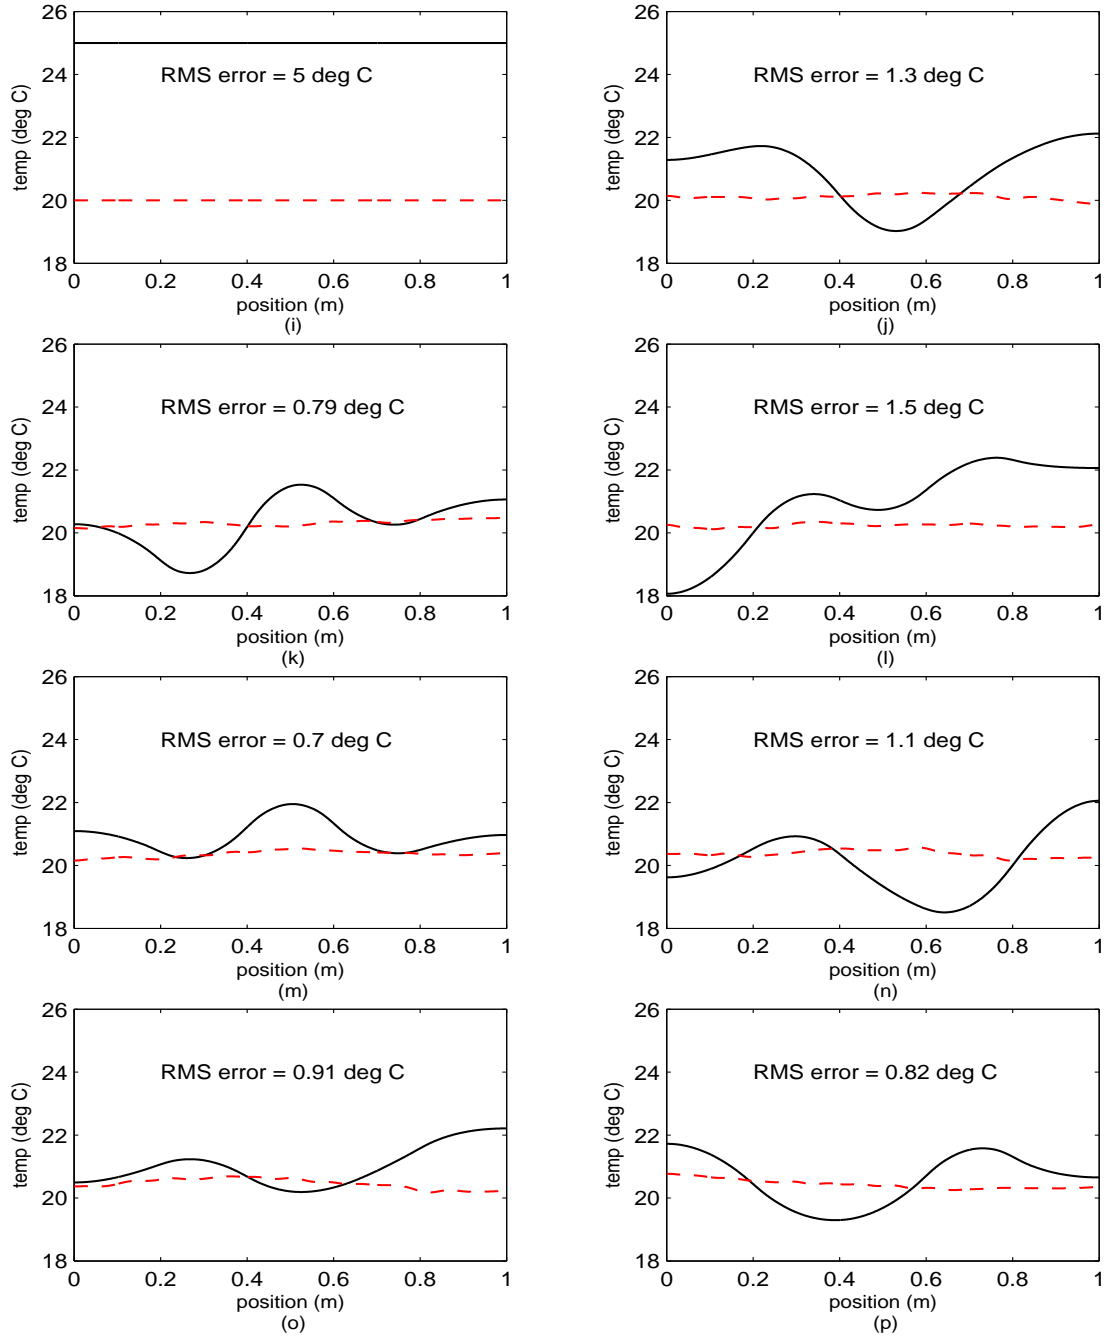 26
24
22
20
18
temp (deg C)
RMS error = 5 deg C
0 0.2 0.4 0.6 0.8 1
position (m)
(i)
26
24
22
20
18
temp (deg C)
RMS error = 1.3 deg C
0 0.2 0.4 0.6 0.8 1
position (m)
(j)
26
24
22
20
18
temp (deg C)
RMS error = 0.79 deg C
0 0.2 0.4 0.6 0.8 1
position (m)
(k)
26
24
22
20
18
temp (deg C)
RMS error = 1.5 deg C
0 0.2 0.4 0.6 0.8 1
position (m)
(l)
26
24
22
20
18
temp (deg C)
RMS error = 0.7 deg C
0 0.2 0.4 0.6 0.8 1
position (m)
(m)
26
24
22
20
18
temp (deg C)
RMS error = 1.1 deg C
0 0.2 0.4 0.6 0.8 1
position (m)
(n)
26
24
22
20
18
temp (deg C)
RMS error = 0.91 deg C
0 0.2 0.4 0.6 0.8 1
position (m)
(o)
26
24
22
20
18
temp (deg C)
RMS error = 0.82 deg C
0 0.2 0.4 0.6 0.8 1
position (m)
(p)